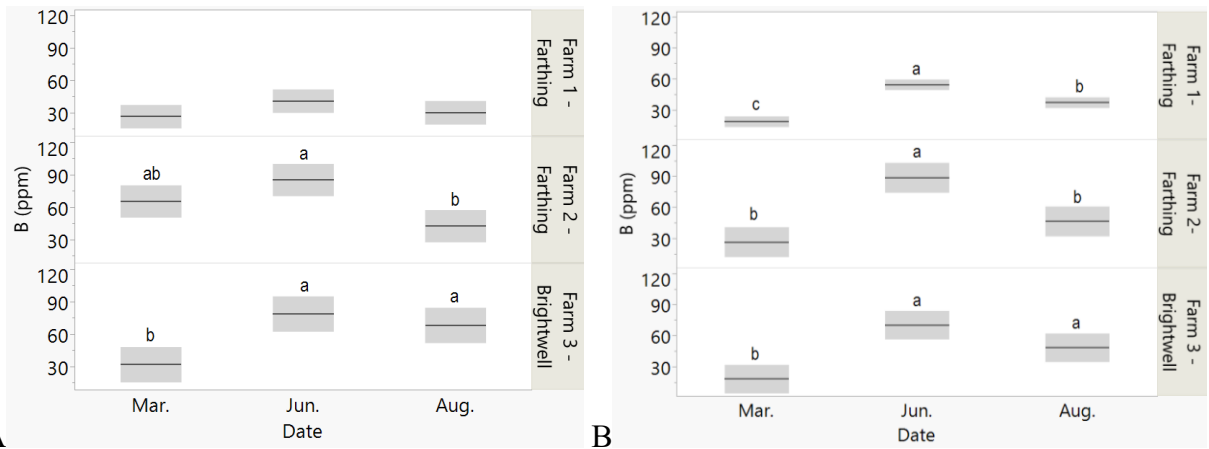 120
90
60
30
Farm 1 -
Farthing
120
90
60
30
ab
a
b
Farm 2 -
Farthing
120
90
60
30
b
a
a
Farm 3 -
Brightwell
B (ppm)
Mar. Jun. Aug.
Date
B
120
90
60
30
c
a
b
Farm 1-
Farthing
120
90
60
30
b
a
b
Farm 2-
Farthing
120
90
60
30
b
a
a
Farm 3 -
Brightwell
B (ppm)
Mar. Jun. Aug.
Date